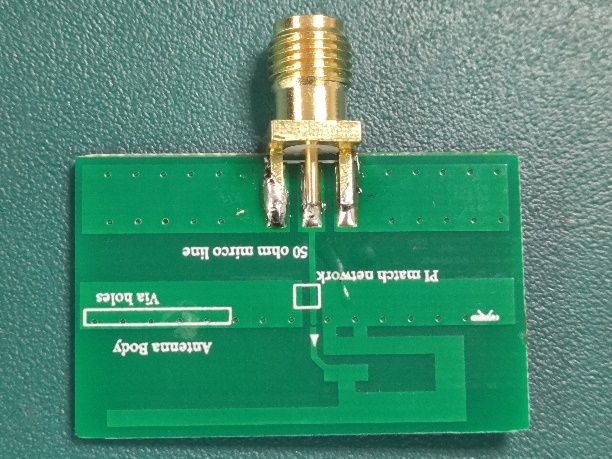 Antenna Body
Via holes
PI match network
50 ohm mirco line